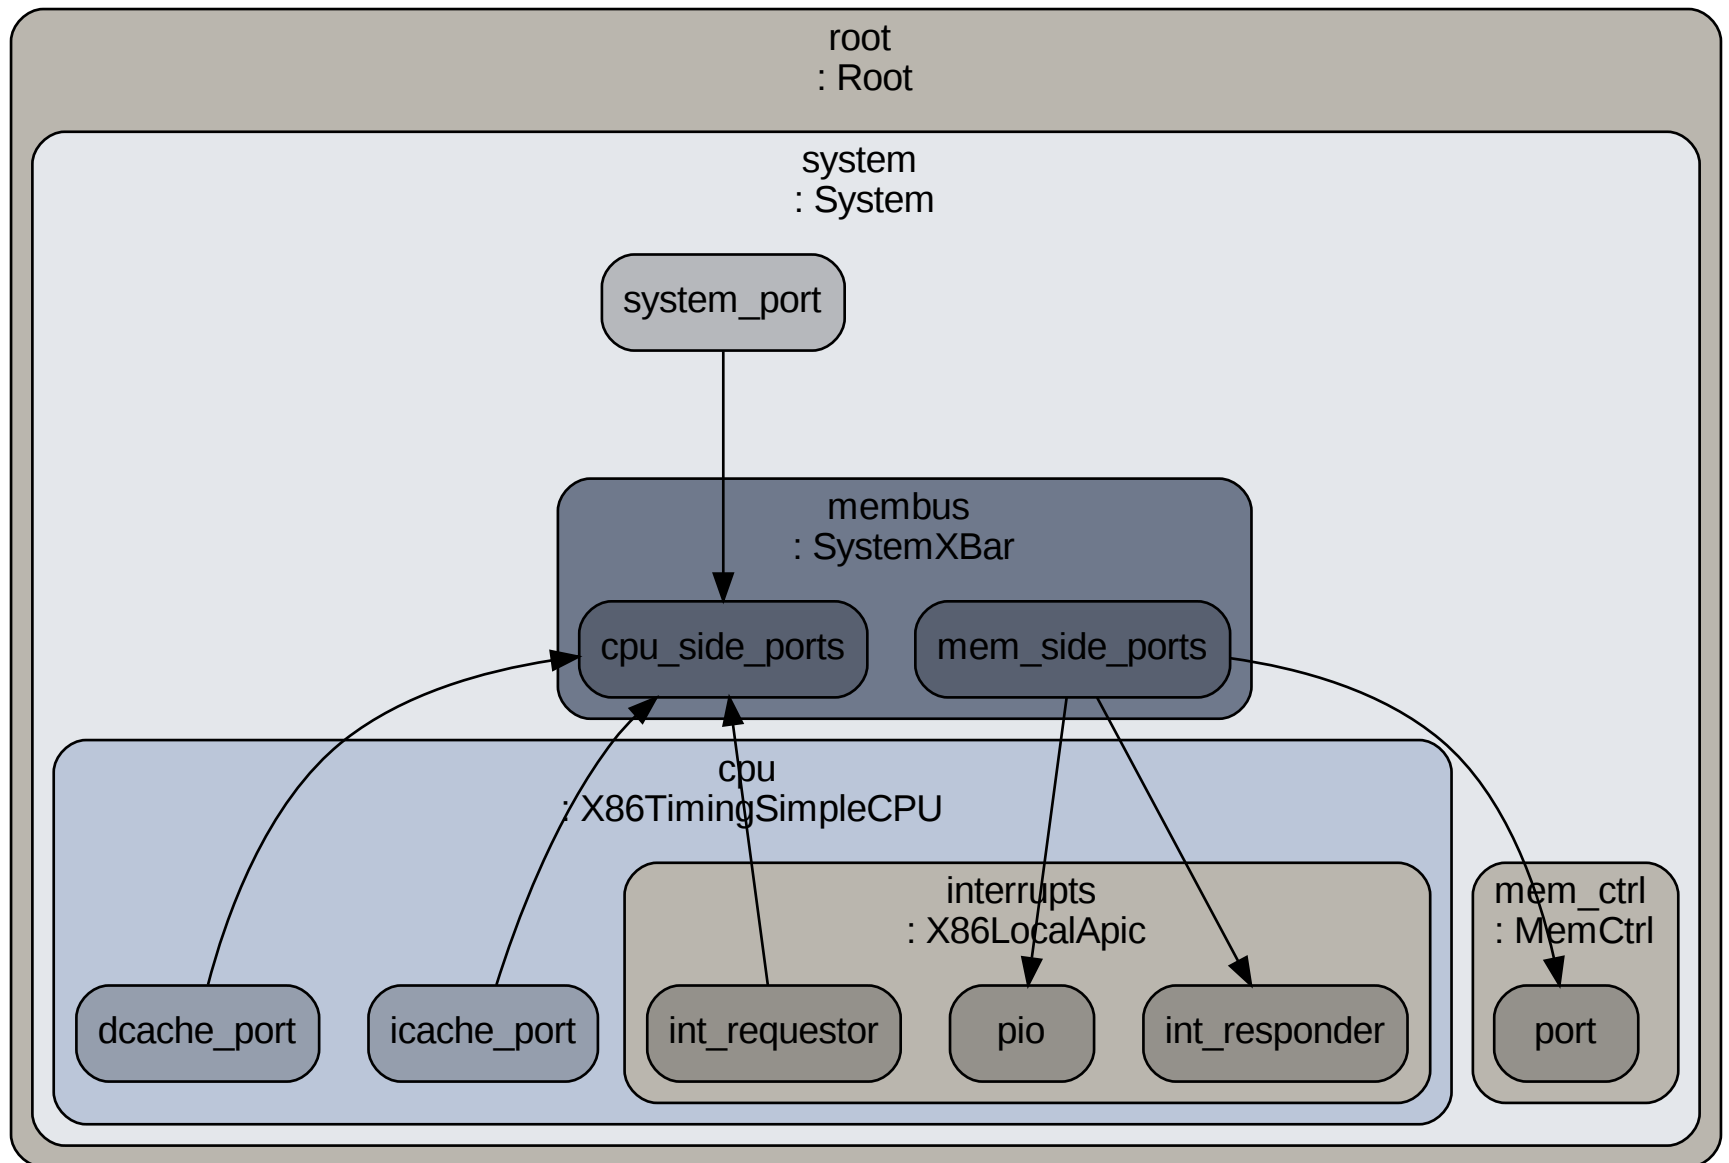 root
: Root
system
: System
system_port
membus
: SystemXBar
cpu_side_ports
mem_side_ports
cpu
: X86TimingSimpleCPU
interrupts
: X86LocalApic
mem_ctrl
: MemCtrl
dcache_port
icache_port
int_requestor
pio
int_responder
port